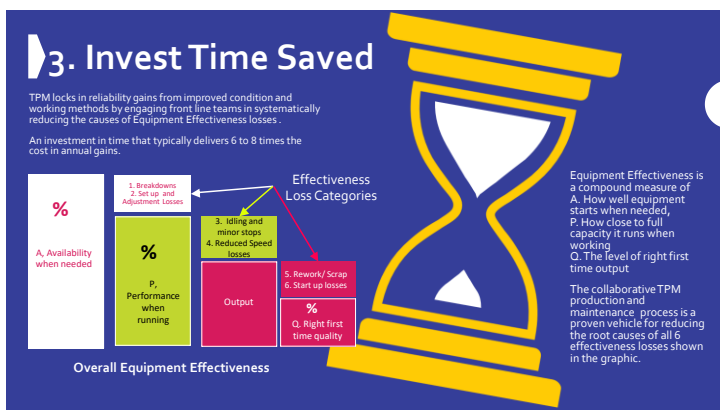 3. Invest Time Saved
TPM locks in reliability gains from improved condition and
working methods by engaging front line teams in systematically
reducing the causes of Equipment Effectiveness losses .
An investment in time that typically delivers 6 to 8 times the
cost in annual gains.
Effectiveness
Loss Categories
%
A, Availability
when needed
1. Breakdowns
2. Set up and
Adjustment Losses
%
P,
Performance
when
running
3. Idling and
minor stops
4. Reduced Speed
losses
Output
5. Rework/ Scrap
6. Start up losses
%
Q. Right first
time quality
Overall Equipment Effectiveness
Equipment Effectiveness is
a compound measure of
A. How well equipment
starts when needed,
P. How close to full
capacity it runs when
working
Q. The level of right first
time output
The collaborative TPM
production and
maintenance process is a
proven vehicle for reducing
the root causes of all 6
effectiveness losses shown
in the graphic.